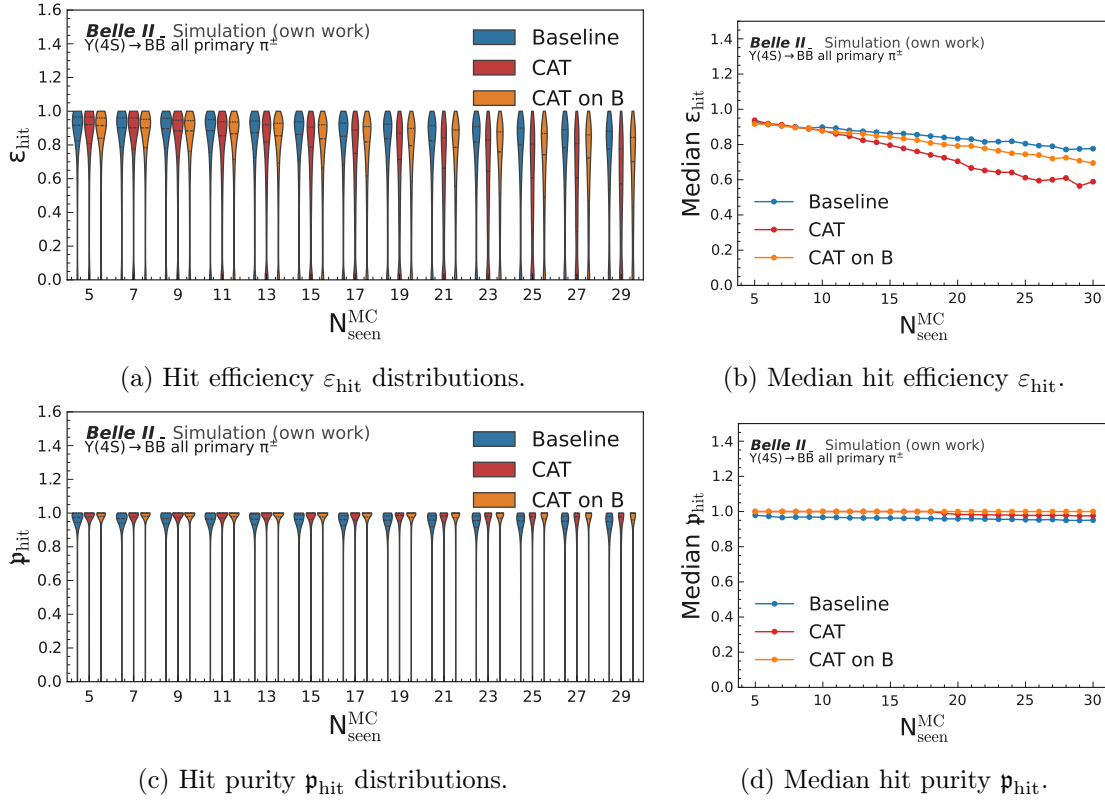 1.6
1.4
1.2
1.0
0.8
0.6
0.4
0.2
0.0
ε_hit
Belle II Simulation (own work)
Υ(4S)→BB̄ all primary π±
Baseline
CAT
CAT on B
5 7 9 11 13 15 17 19 21 23 25 27 29
N^MC_seen
(a) Hit efficiency ε_hit distributions.
1.4
1.2
1.0
0.8
0.6
0.4
0.2
0.0
Median ε_hit
Belle II Simulation (own work)
Υ(4S)→BB̄ all primary π±
Baseline
CAT
CAT on B
5 10 15 20 25 30
N^MC_seen
(b) Median hit efficiency ε_hit.
1.6
1.4
1.2
1.0
0.8
0.6
0.4
0.2
0.0
𝔭_hit
Belle II Simulation (own work)
Υ(4S)→BB̄ all primary π±
Baseline
CAT
CAT on B
5 7 9 11 13 15 17 19 21 23 25 27 29
N^MC_seen
(c) Hit purity 𝔭_hit distributions.
1.4
1.2
1.0
0.8
0.6
0.4
0.2
0.0
Median 𝔭_hit
Belle II Simulation (own work)
Υ(4S)→BB̄ all primary π±
Baseline
CAT
CAT on B
5 10 15 20 25 30
N^MC_seen
(d) Median hit purity 𝔭_hit.